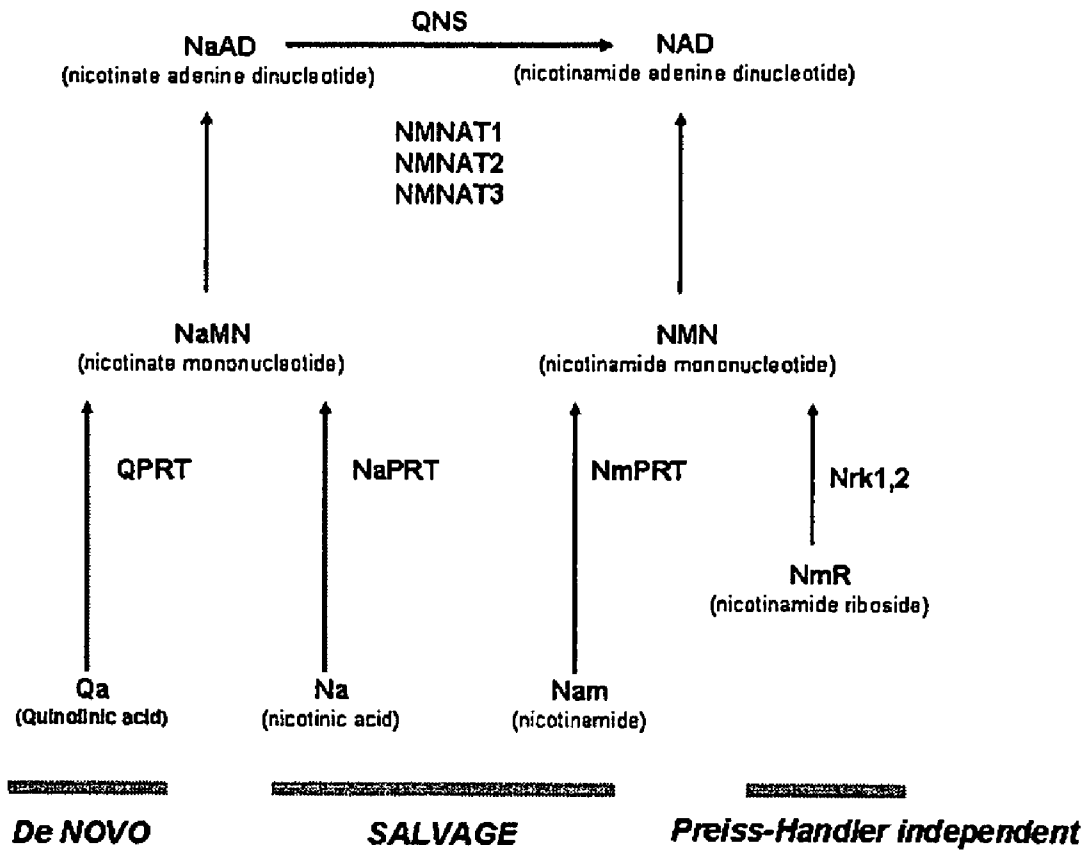 QNS
NaAD
NAD
(nicotinate adenine dinucleotide)
(nicotinamide adenine dinucleotide)
NMNAT1
NMNAT2
NMNAT3
NaMN
NMN
(nicotinate mononucleotide)
(nicotinamide mononucleotide)
QPRT
NaPRT
NmPRT
Nrk1,2
NmR
(nicotinamide riboside)
Qa
Na
Nam
(Quinolinic acid)
(nicotinic acid)
(nicotinamide)
De NOVO
SALVAGE
Preiss-Handler independent